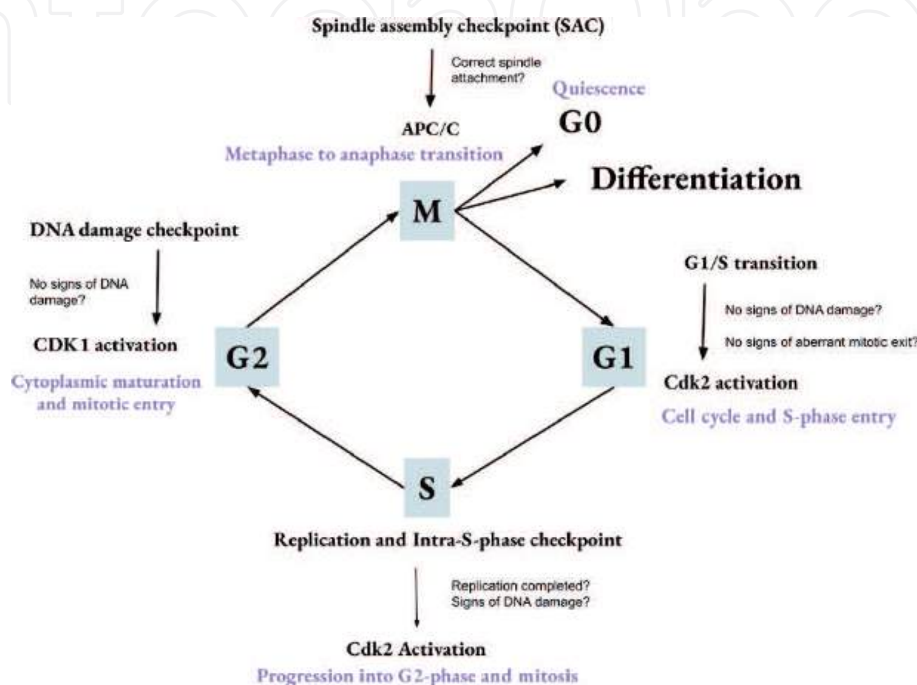 Spindle assembly checkpoint (SAC)
Correct spindle
attachment?
Quiescence
G0
APC/C
Metaphase to anaphase transition
Differentiation
M
DNA damage checkpoint
G1/S transition
No signs of DNA
damage?
No signs of DNA damage?
No signs of aberrant mitotic exit?
CDK1 activation
G2
G1
Cytoplasmic maturation
and mitotic entry
Cdk2 activation
Cell cycle and S-phase entry
S
Replication and Intra-S-phase checkpoint
Replication completed?
Signs of DNA damage?
Cdk2 Activation
Progression into G2-phase and mitosis